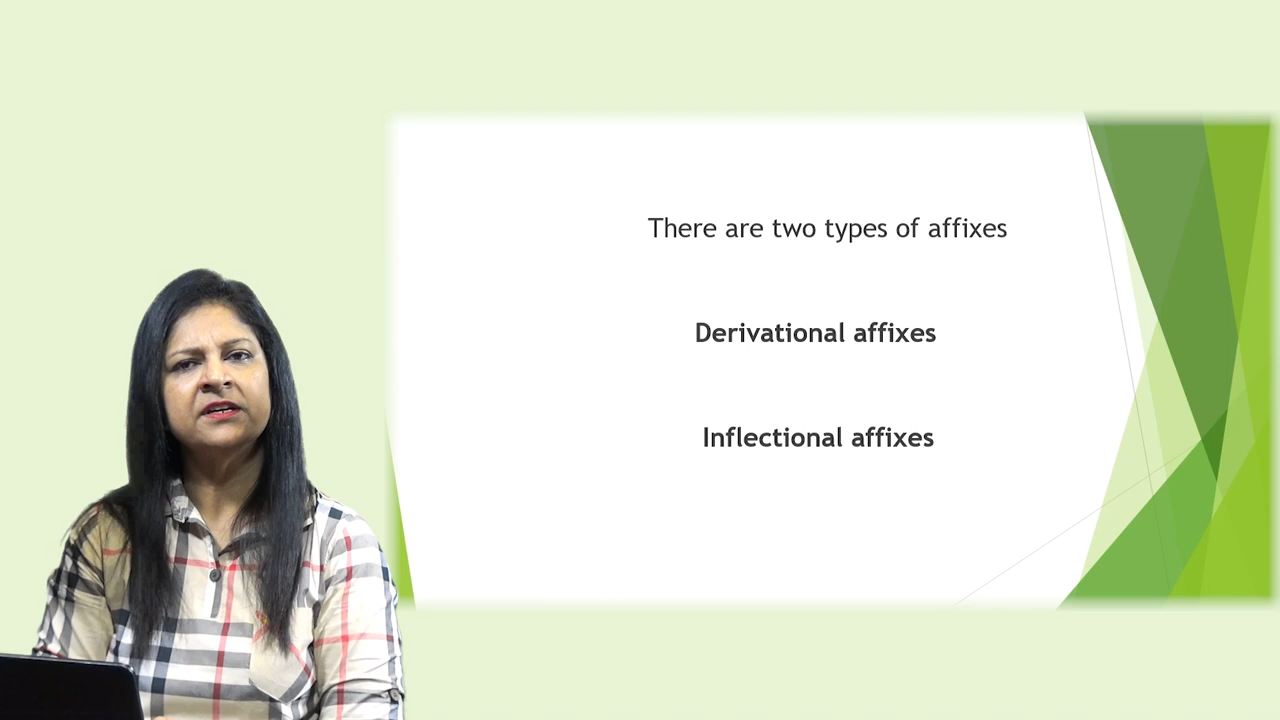 There are two types of affixes
Derivational affixes
Inflectional affixes